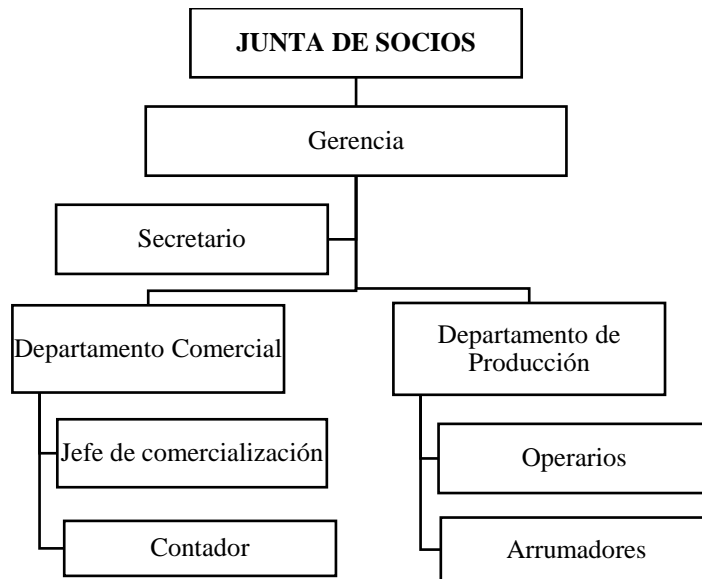 JUNTA DE SOCIOS
Gerencia
Secretario
Departamento Comercial
Departamento de
Producción
Jefe de comercialización
Operarios
Contador
Arrumadores